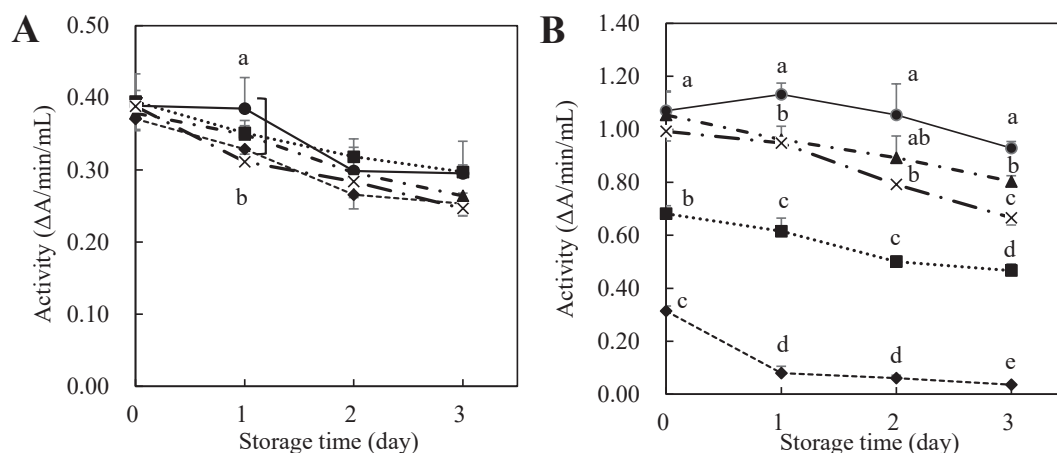 A
Activity (ΔA/min/mL)
0.50
0.40
0.30
0.20
0.10
0.00
a
b
0 1 2 3
Storage time (day)
B
Activity (ΔA/min/mL)
1.40
1.20
1.00
0.80
0.60
0.40
0.20
0.00
a a a a
b ab b
b c
b c c d
c d d e
0 1 2 3
Storage time (day)